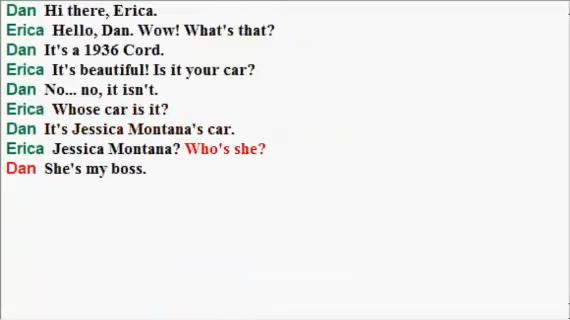 Dan Hi there, Erica.
Erica Hello, Dan. Wow! What's that?
Dan It's a 1936 Cord.
Erica It's beautiful! Is it your car?
Dan No... no, it isn't.
Erica Whose car is it?
Dan It's Jessica Montana's car.
Erica Jessica Montana? Who's she?
Dan She's my boss.